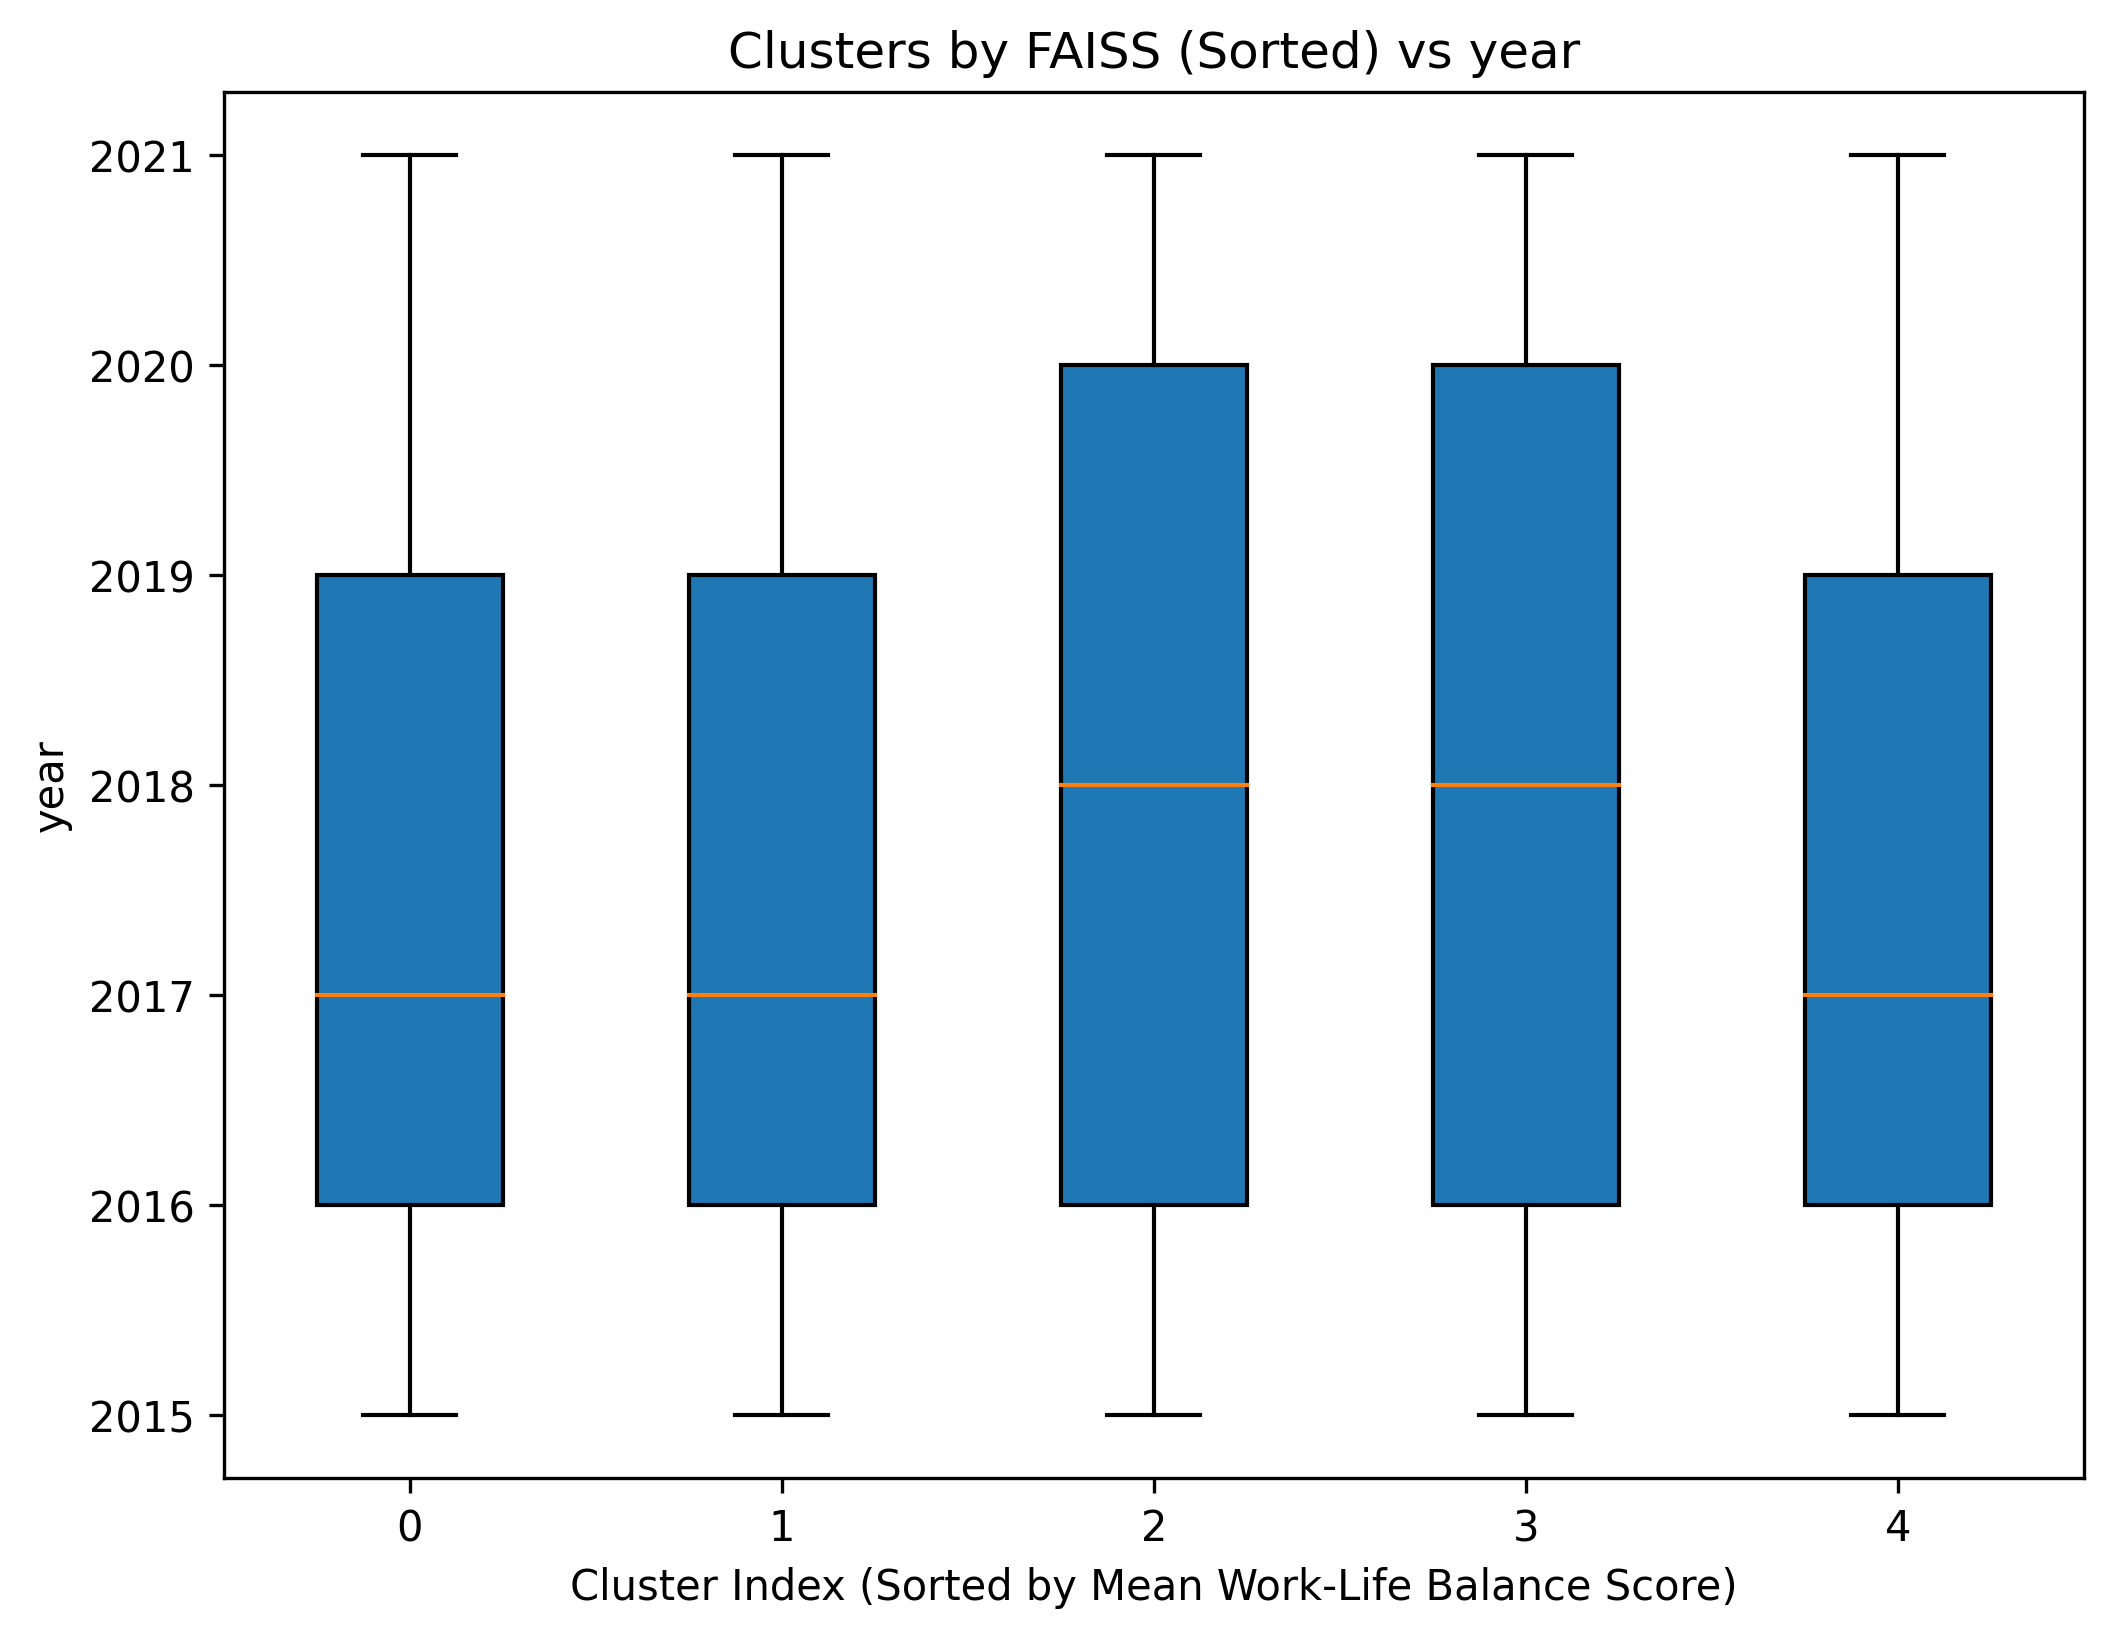 Clusters by FAISS (Sorted) vs year
2021
2020
2019
2018
2017
2016
2015
year
0 1 2 3 4
Cluster Index (Sorted by Mean Work-Life Balance Score)